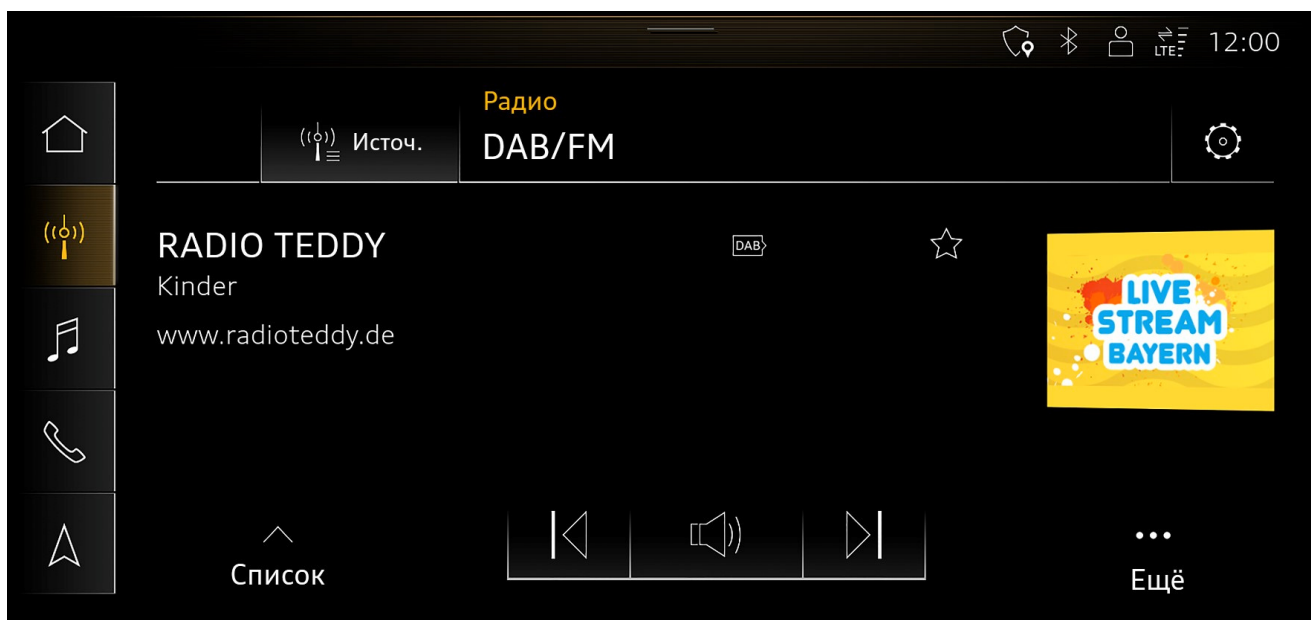 LTE 12:00
Радио
Источ.
DAB/FM
RADIO TEDDY
DAB
Kinder
www.radioteddy.de
LIVE
STREAM
BAYERN
Список
Ещё